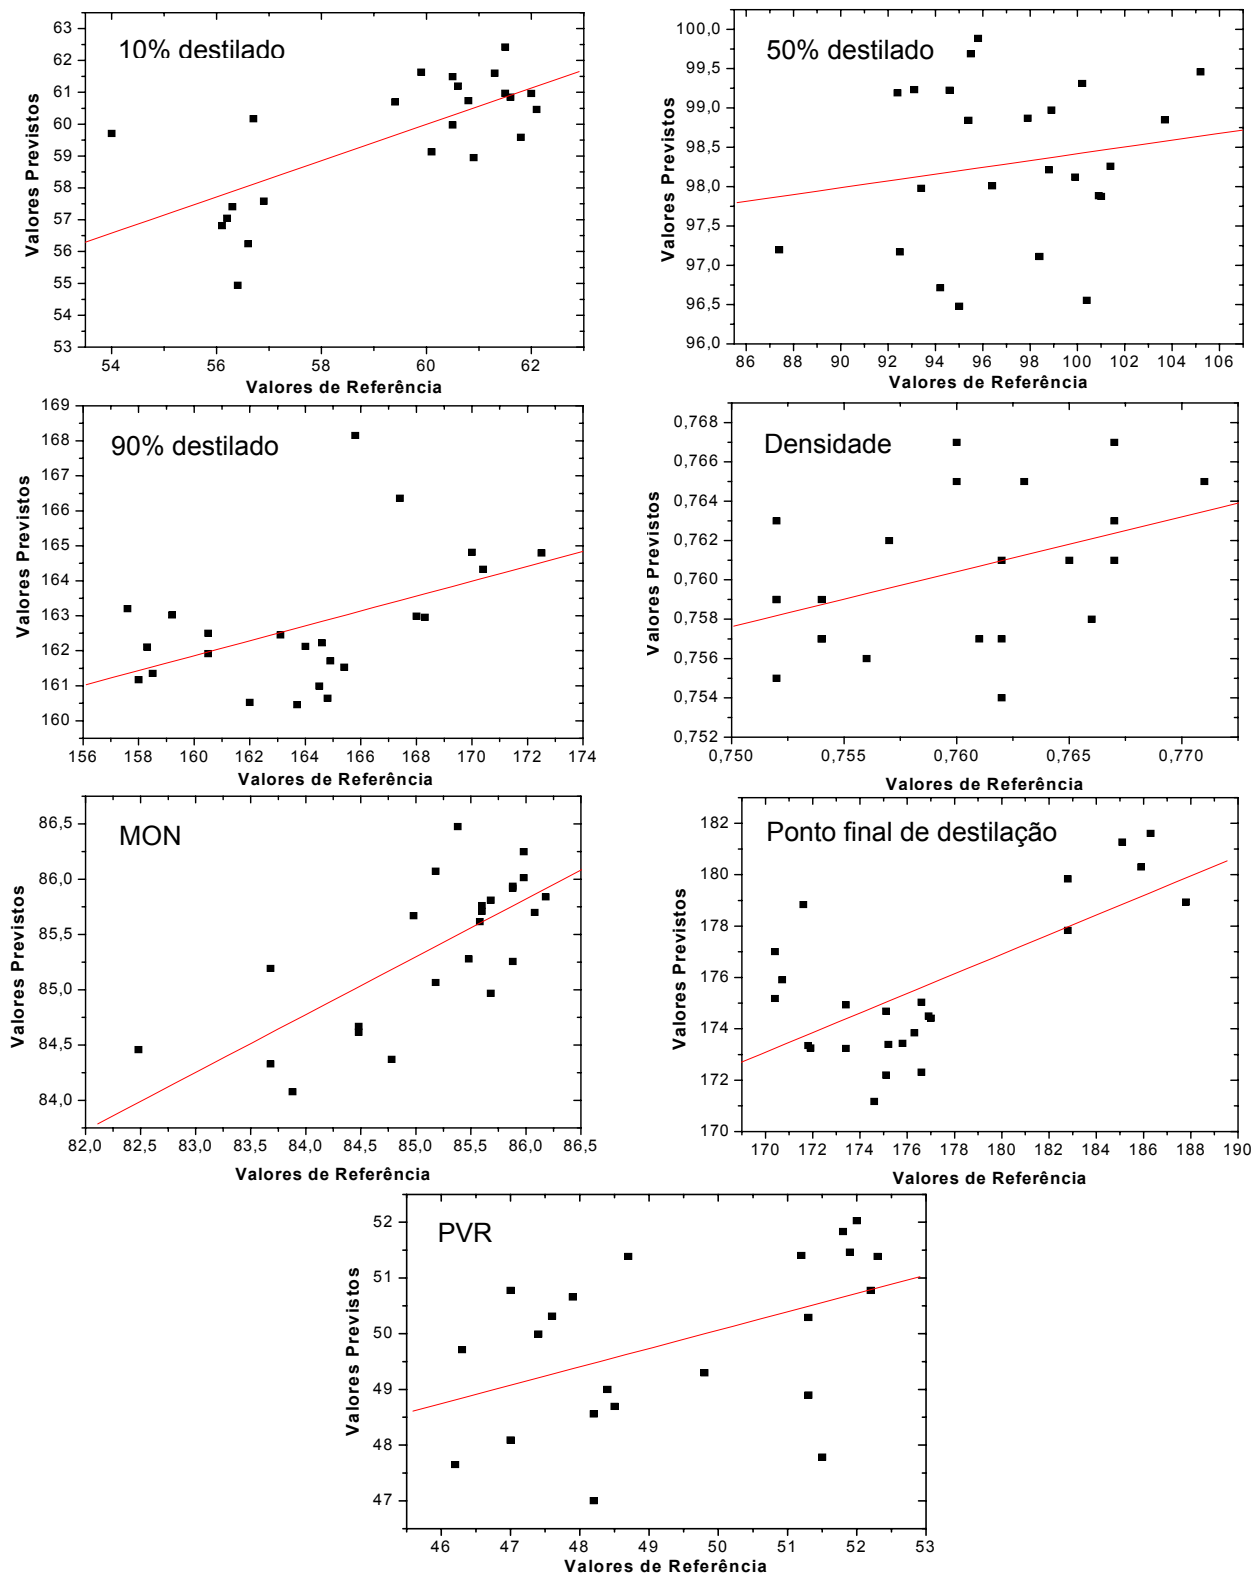 10% destilado
Valores Previstos
63
62
61
60
59
58
57
56
55
54
53
54 56 58 60 62
Valores de Referência
50% destilado
Valores Previstos
100,0
99,5
99,0
98,5
98,0
97,5
97,0
96,5
96,0
86 88 90 92 94 96 98 100 102 104 106
Valores de Referência
90% destilado
Valores Previstos
169
168
167
166
165
164
163
162
161
160
156 158 160 162 164 166 168 170 172 174
Valores de Referência
Densidade
Valores Previstos
0,768
0,766
0,764
0,762
0,760
0,758
0,756
0,754
0,752
0,750 0,755 0,760 0,765 0,770
Valores de Referência
MON
Valores Previstos
86,5
86,0
85,5
85,0
84,5
84,0
82,0 82,5 83,0 83,5 84,0 84,5 85,0 85,5 86,0 86,5
Valores de Referência
Ponto final de destilação
Valores Previstos
182
180
178
176
174
172
170
170 172 174 176 178 180 182 184 186 188 190
Valores de Referência
PVR
Valores Previstos
52
51
50
49
48
47
46 47 48 49 50 51 52 53
Valores de Referência